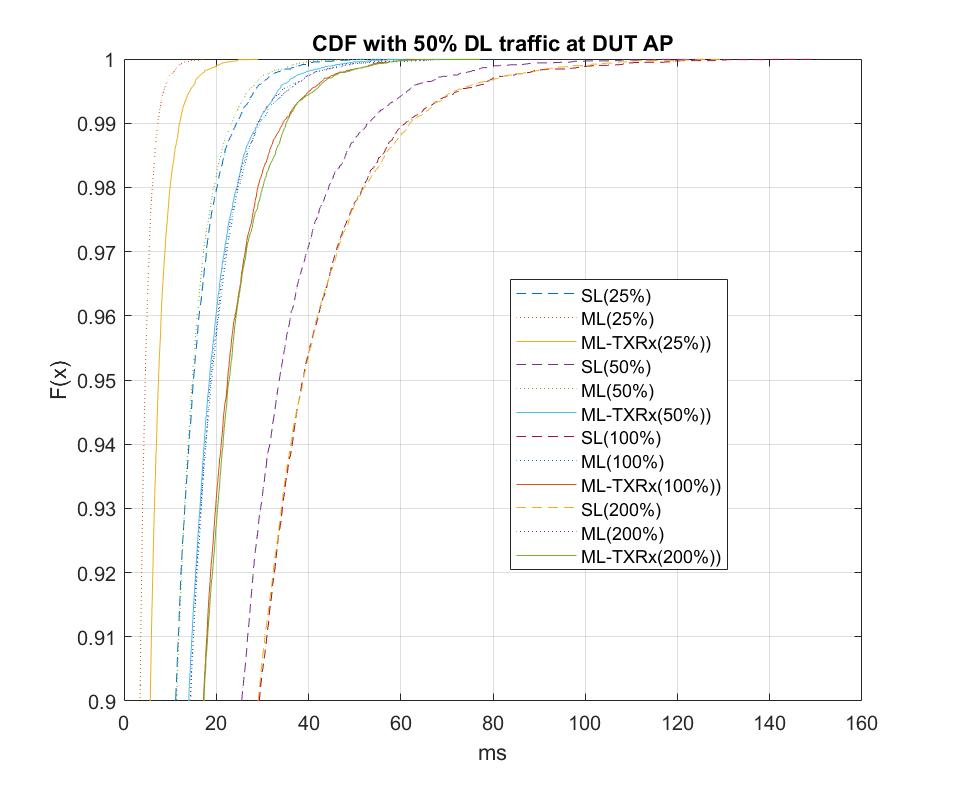 CDF with 50% DL traffic at DUT AP
1
0.99
0.98
0.97
0.96
0.95
0.94
0.93
0.92
0.91
0.9
F(x)
SL(25%)
ML(25%)
ML-TXRx(25%))
SL(50%)
ML(50%)
ML-TXRx(50%))
SL(100%)
ML(100%)
ML-TXRx(100%))
SL(200%)
ML(200%)
ML-TXRx(200%))
0 20 40 60 80 100 120 140 160
ms